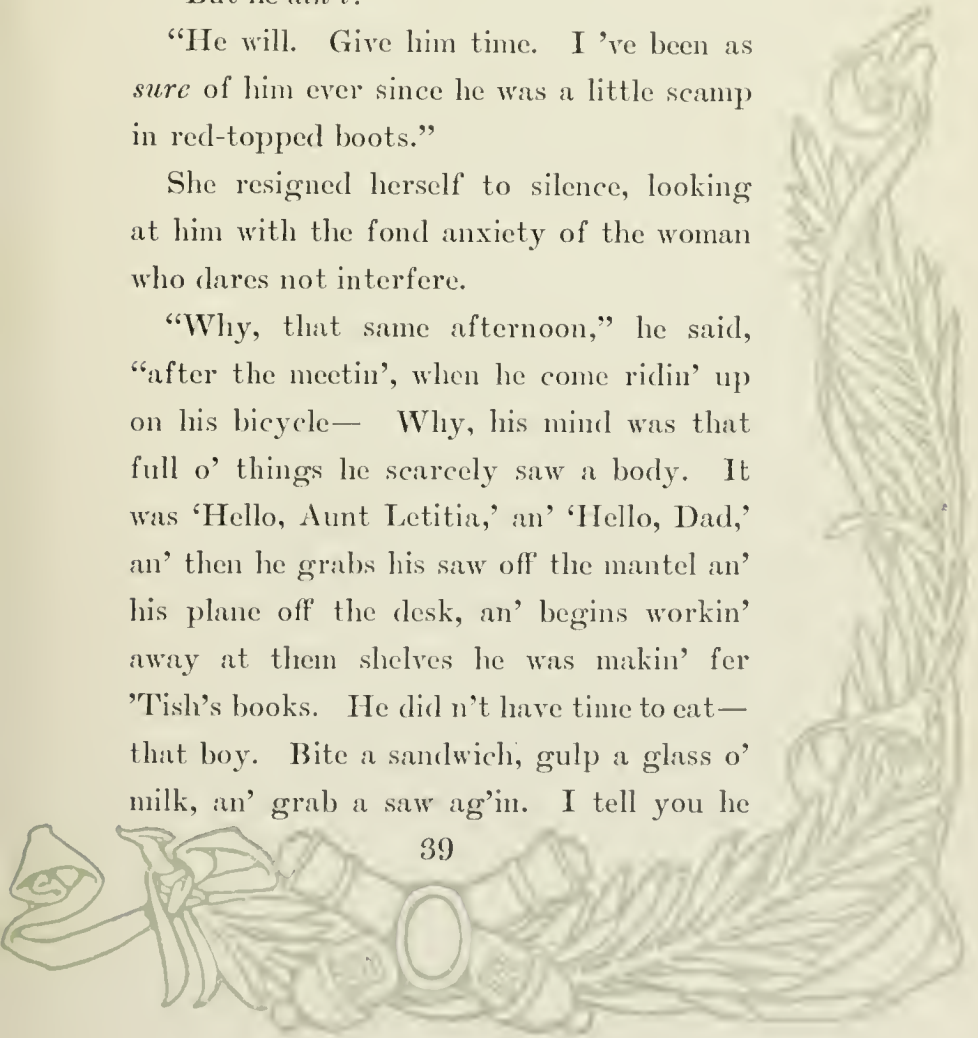 “He will. Give him time. I ’ve been as
sure of him ever since he was a little scamp
in red-topped boots.”
She resigned herself to silence, looking
at him with the fond anxiety of the woman
who dares not interfere.
“Why, that same afternoon,” he said,
“after the meetin’, when he come ridin’ up
on his bicycle— Why, his mind was that
full o’ things he scarcely saw a body. It
was ‘Hello, Aunt Letitia,’ an’ ‘Hello, Dad,’
an’ then he grabs his saw off the mantel an’
his plane off the desk, an’ begins workin’
away at them shelves he was makin’ fer
’Tish’s books. He did n’t have time to eat—
that boy. Bite a sandwich, gulp a glass o’
milk, an’ grab a saw ag’in. I tell you he
39